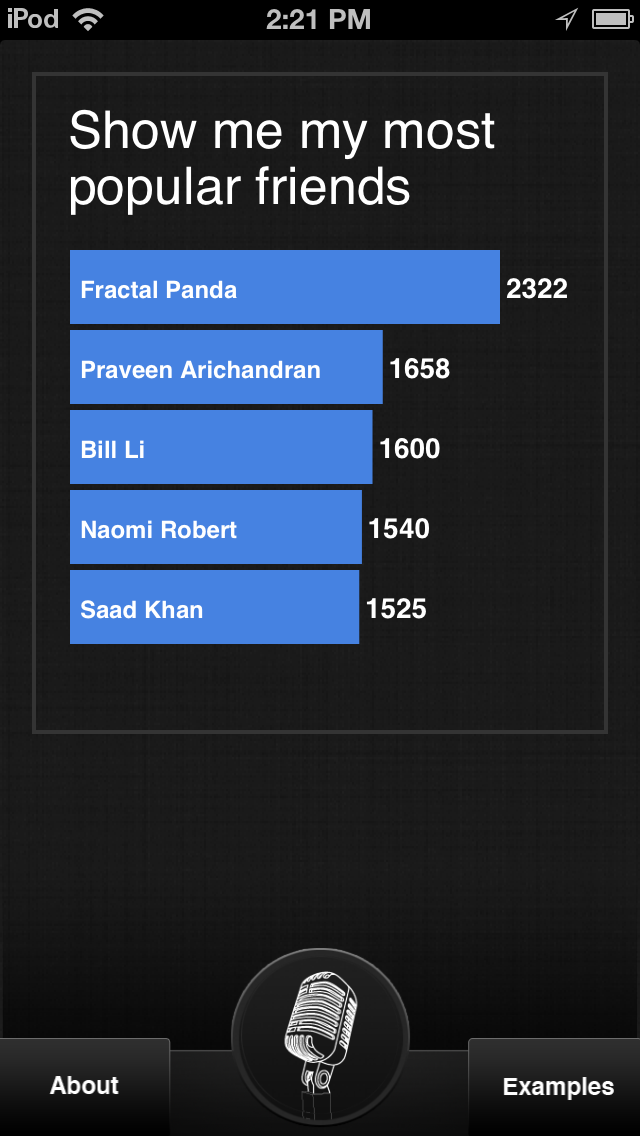 iPod 2:21 PM
Show me my most
popular friends
Fractal Panda 2322
Praveen Arichandran 1658
Bill Li 1600
Naomi Robert 1540
Saad Khan 1525
About Examples